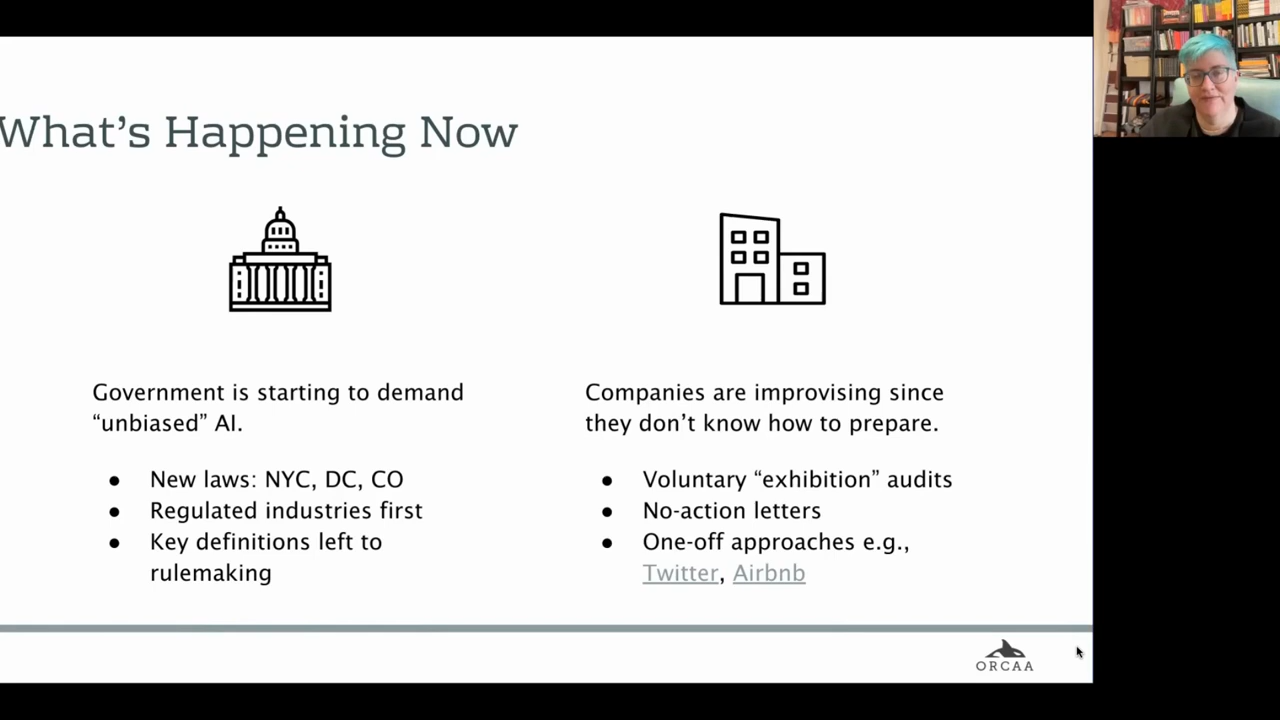 What's Happening Now
Government is starting to demand
“unbiased” AI.
● New laws: NYC, DC, CO
● Regulated industries first
● Key definitions left to
rulemaking
Companies are improvising since
they don’t know how to prepare.
● Voluntary “exhibition” audits
● No-action letters
● One-off approaches e.g.,
Twitter, Airbnb
ORCAA